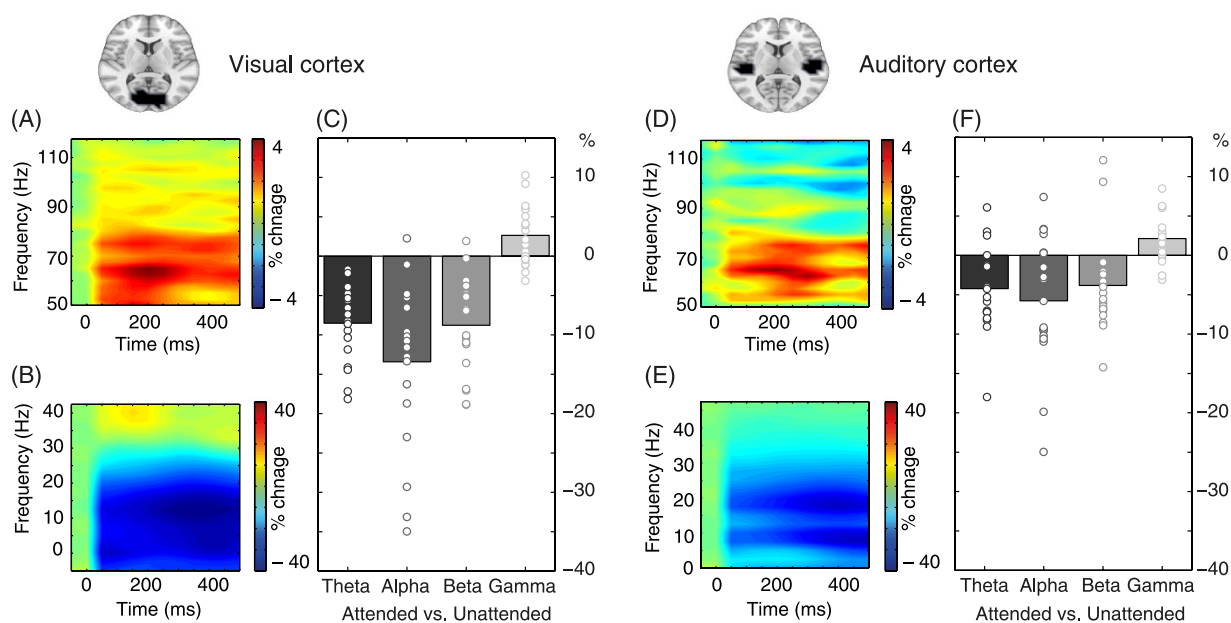 Visual cortex
Auditory cortex
(A)
110
90
70
50
Frequency (Hz)
0 200 400
Time (ms)
4
% chnage
– 4
(B)
40
30
20
10
0
Frequency (Hz)
0 200 400
Time (ms)
40
% chnage
– 40
(C)
%
10
0
–10
–20
–30
–40
Theta Alpha Beta Gamma
Attended vs. Unattended
(D)
110
90
70
50
Frequency (Hz)
0 200 400
Time (ms)
4
% chnage
– 4
(E)
40
30
20
10
0
Frequency (Hz)
0 200 400
Time (ms)
40
% chnage
– 40
(F)
%
10
0
–10
–20
–30
–40
Theta Alpha Beta Gamma
Attended vs. Unattended